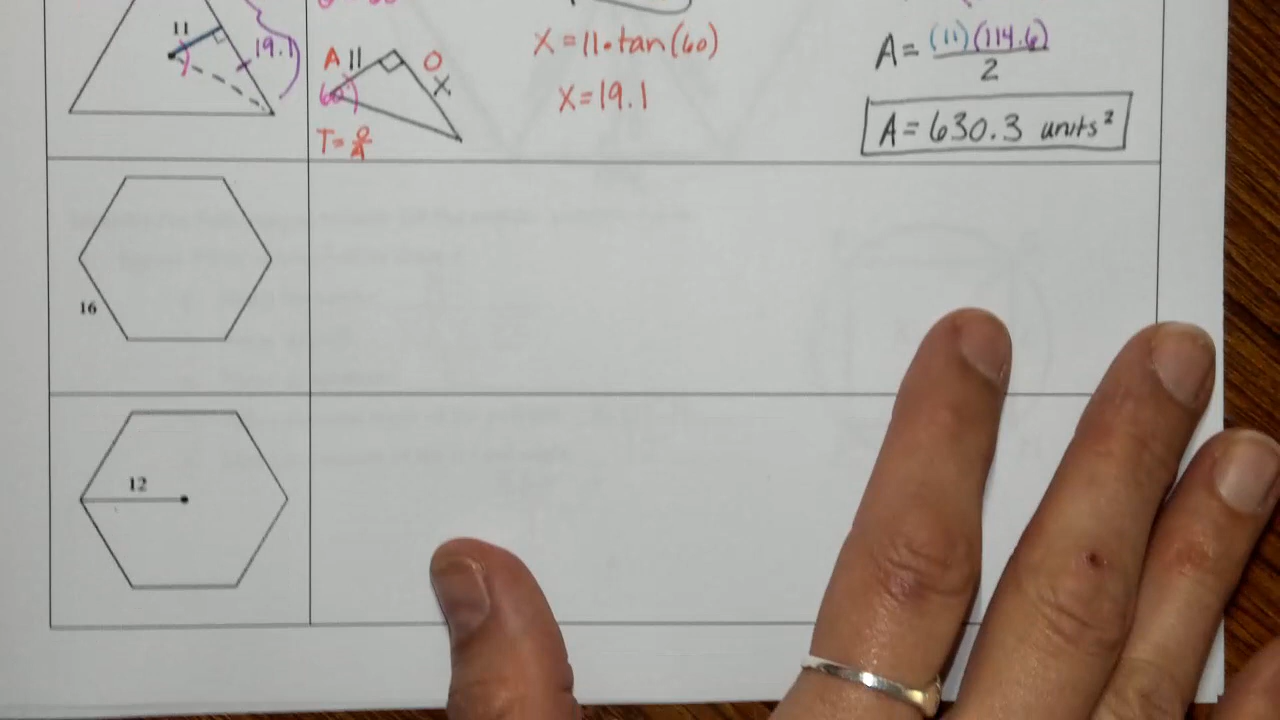 11
19.1
A 11
O
x
60
T = O/A
x = 11 • tan(60)
x = 19.1
A = (11)(114.6)/2
A = 630.3 units²
16
12